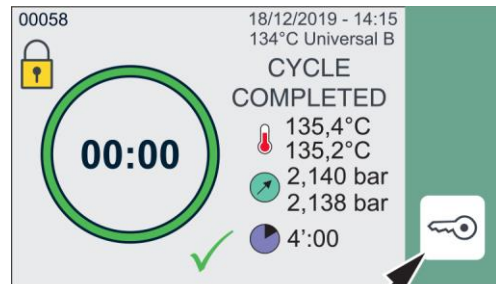 00058
18/12/2019 - 14:15
134°C Universal B
CYCLE
COMPLETED
00:00
135,4°C
135,2°C
2,140 bar
2,138 bar
4':00